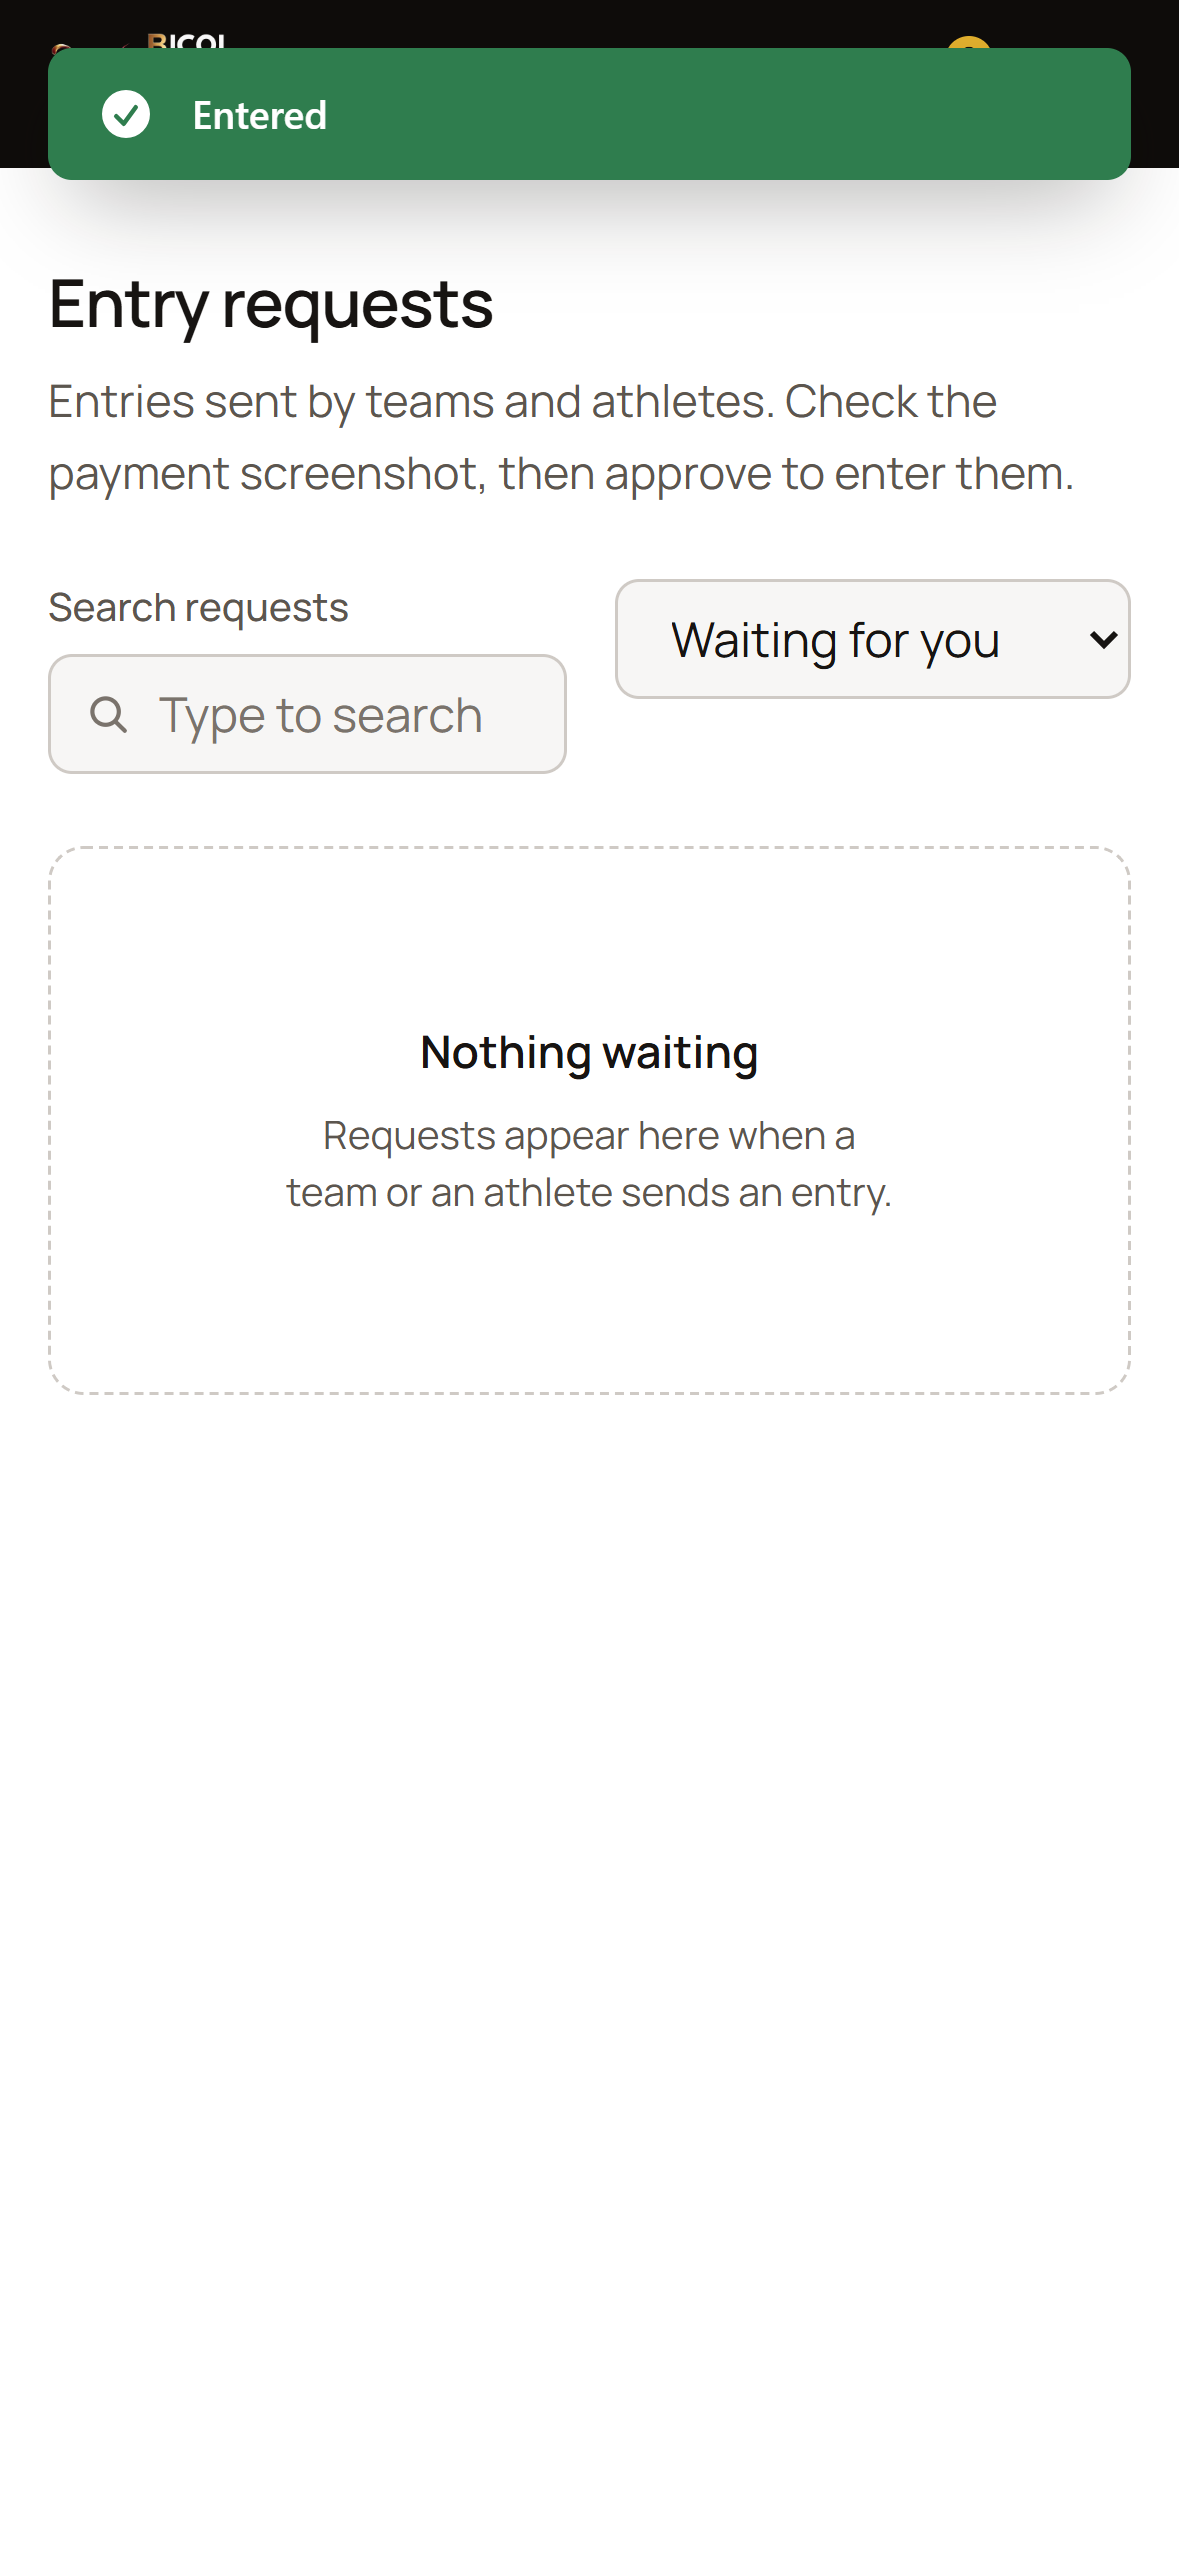 Entered
Entry requests
Entries sent by teams and athletes. Check the
payment screenshot, then approve to enter them.
Search requests
Waiting for you
Type to search
Nothing waiting
Requests appear here when a
team or an athlete sends an entry.